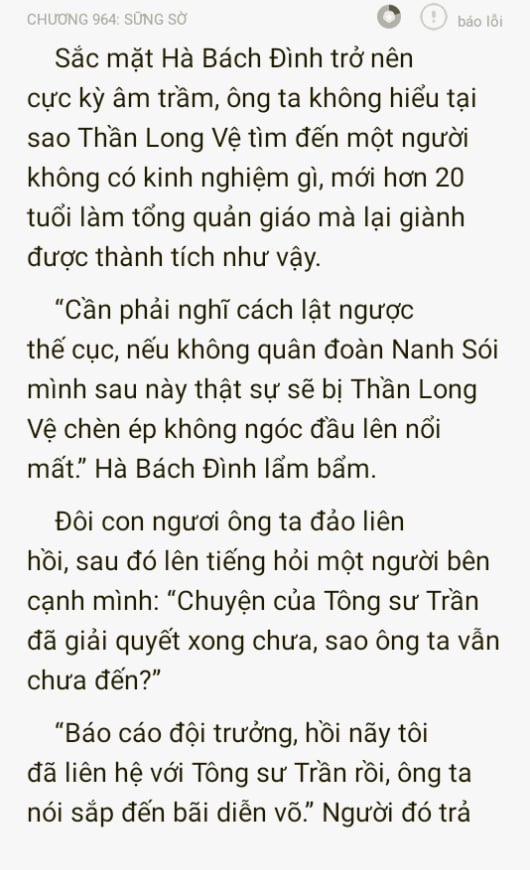 CHƯƠNG 964: SỮNG SỜ
báo lỗi
Sắc mặt Hà Bách Đình trở nên
cực kỳ âm trầm, ông ta không hiểu tại
sao Thần Long Vệ tìm đến một người
không có kinh nghiệm gì, mới hơn 20
tuổi làm tổng quản giáo mà lại giành
được thành tích như vậy.
“Cần phải nghĩ cách lật ngược
thế cục, nếu không quân đoàn Nanh Sói
mình sau này thật sự sẽ bị Thần Long
Vệ chèn ép không ngóc đầu lên nổi
mất.” Hà Bách Đình lẩm bẩm.
Đôi con ngươi ông ta đảo liên
hồi, sau đó lên tiếng hỏi một người bên
cạnh mình: “Chuyện của Tông sư Trần
đã giải quyết xong chưa, sao ông ta vẫn
chưa đến?”
“Báo cáo đội trưởng, hồi nãy tôi
đã liên hệ với Tông sư Trần rồi, ông ta
nói sắp đến bãi diễn võ.” Người đó trả